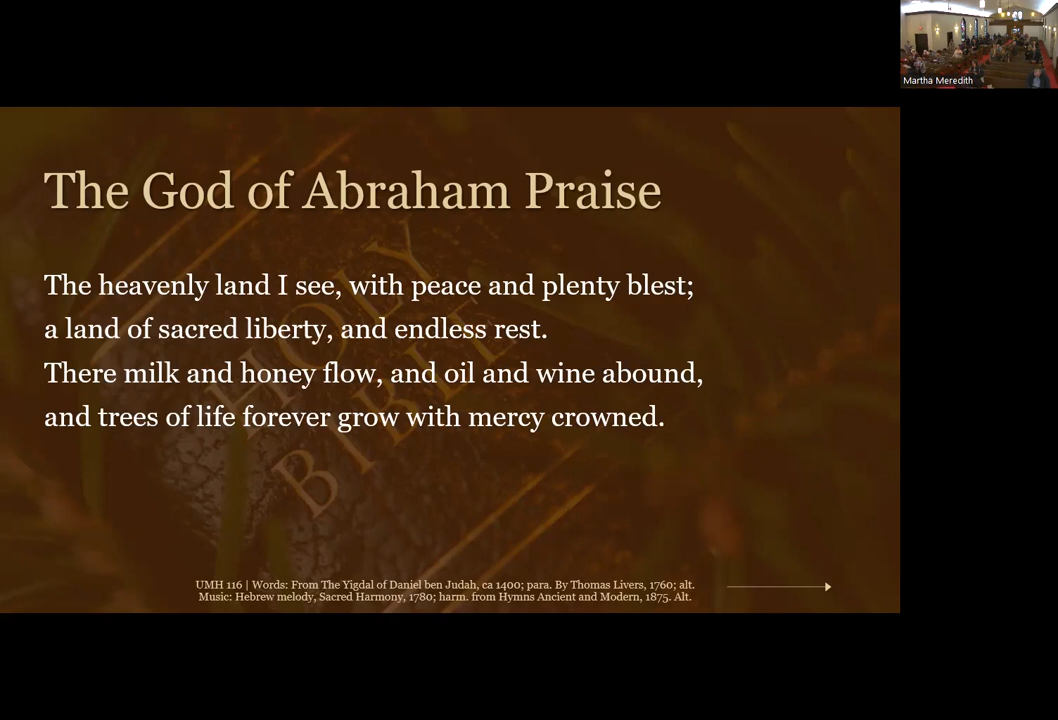 Martha Meredith
The God of Abraham Praise
The heavenly land I see, with peace and plenty blest;
a land of sacred liberty, and endless rest.
There milk and honey flow, and oil and wine abound,
and trees of life forever grow with mercy crowned.
HOLY
BIBLE
UMH 116 | Words: From The Yigdal of Daniel ben Judah, ca 1400; para. By Thomas Livers, 1760; alt.
Music: Hebrew melody, Sacred Harmony, 1780; harm. from Hymns Ancient and Modern, 1875. Alt.